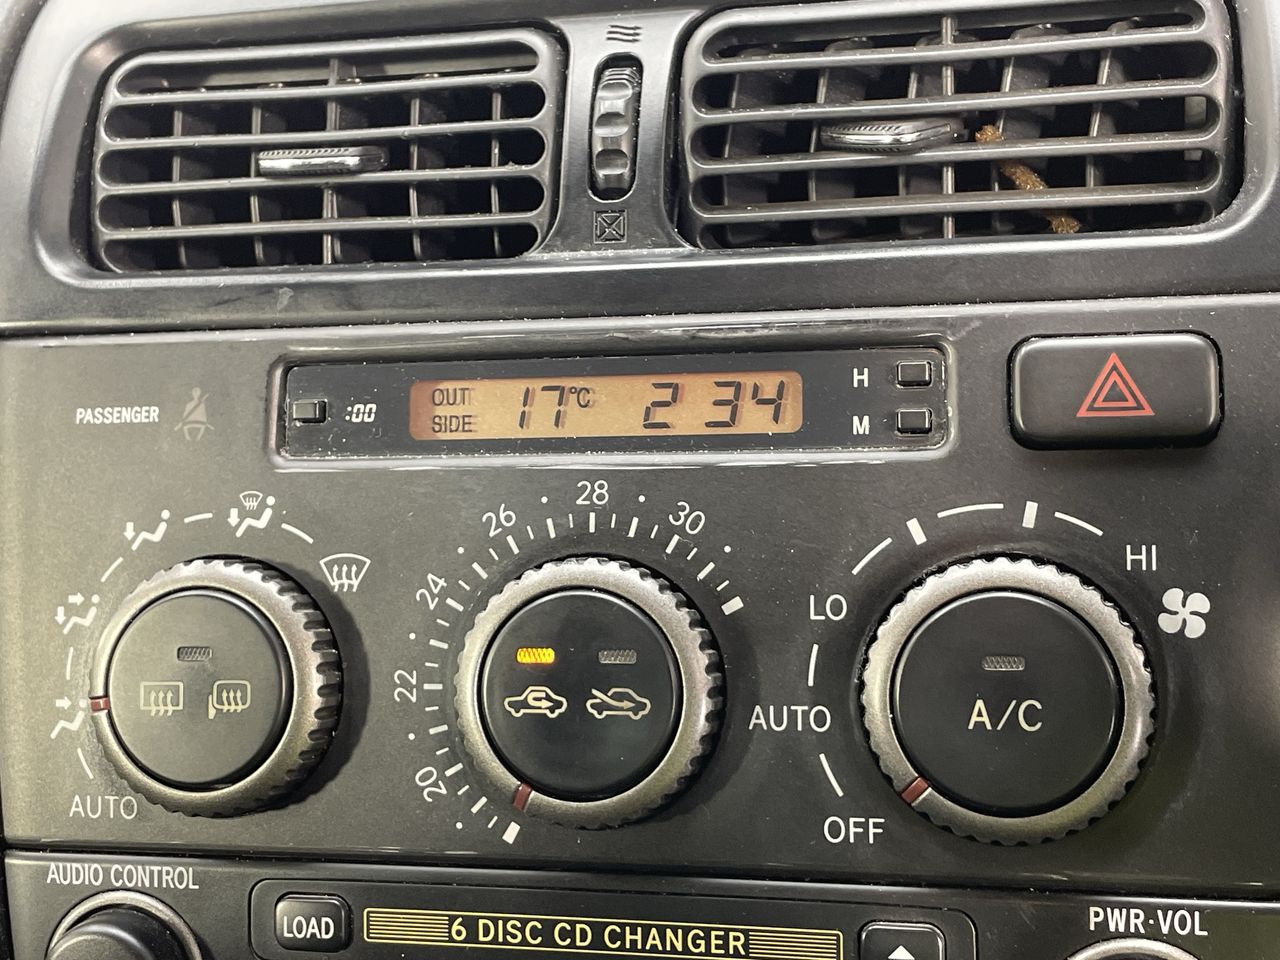 PASSENGER
:00
OUT SIDE 17°C 2 34
H
M
20 22 24 26 28 30
AUTO
LO
HI
AUTO
OFF
A/C
AUDIO CONTROL
LOAD
6 DISC CD CHANGER
PWR·VOL